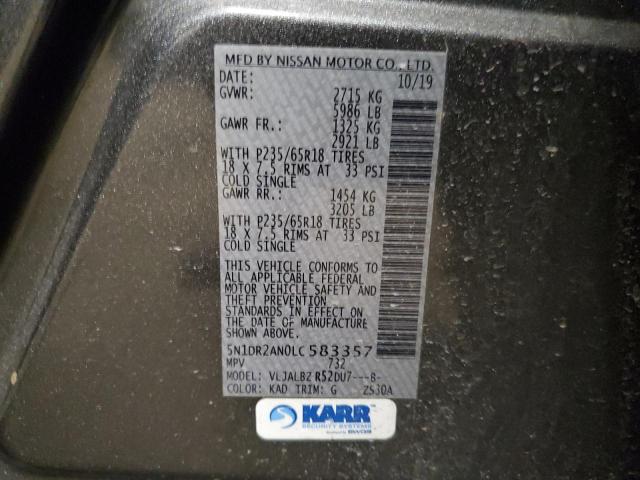 MFD BY NISSAN MOTOR CO., LTD.
DATE: 10/19
GVWR: 2715 KG
5986 LB
GAWR FR.: 1325 KG
2921 LB
WITH P235/65R18 TIRES
18 X 7.5 RIMS AT 33 PSI
COLD SINGLE
GAWR RR.: 1454 KG
3205 LB
WITH P235/65R18 TIRES
18 X 7.5 RIMS AT 33 PSI
COLD SINGLE
THIS VEHICLE CONFORMS TO
ALL APPLICABLE FEDERAL
MOTOR VEHICLE SAFETY AND
THEFT PREVENTION
STANDARDS IN EFFECT ON
THE DATE OF MANUFACTURE
SHOWN ABOVE.
5N1DR2AN0LC583357
MPV 732
MODEL: VLJALBZ R52DU7---B-
COLOR: KAD TRIM: G ZS30A
KARR
SECURITY SYSTEMS